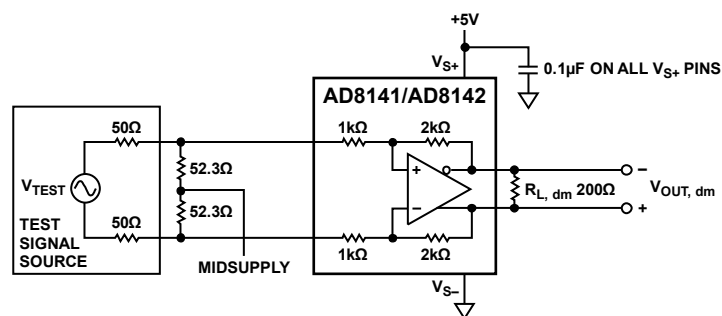 +5V
VS+
0.1µF ON ALL VS+ PINS
AD8141/AD8142
50Ω
1kΩ
2kΩ
52.3Ω
VTEST
+
RL, dm 200Ω
−
VOUT, dm
+
52.3Ω
−
50Ω
TEST
SIGNAL
SOURCE
MIDSUPPLY
1kΩ
2kΩ
VS–